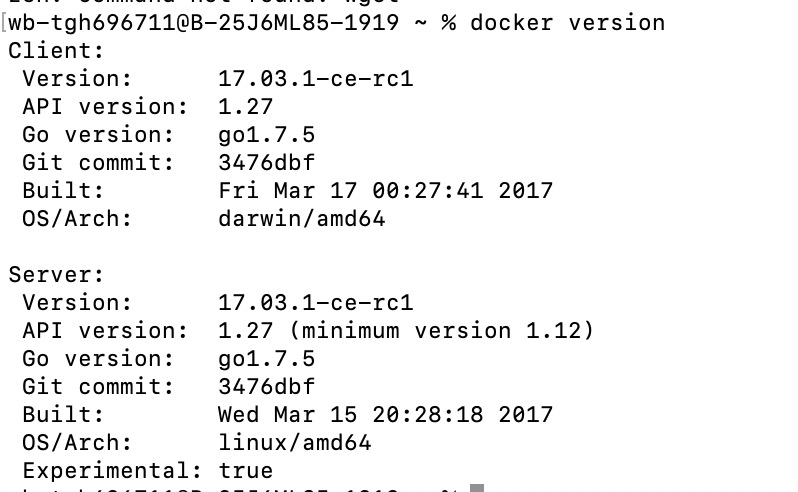 [wb-tgh696711@B-25J6ML85-1919 ~ % docker version
Client:
 Version:      17.03.1-ce-rc1
 API version:  1.27
 Go version:   go1.7.5
 Git commit:   3476dbf
 Built:        Fri Mar 17 00:27:41 2017
 OS/Arch:      darwin/amd64

Server:
 Version:      17.03.1-ce-rc1
 API version:  1.27 (minimum version 1.12)
 Go version:   go1.7.5
 Git commit:   3476dbf
 Built:        Wed Mar 15 20:28:18 2017
 OS/Arch:      linux/amd64
 Experimental: true